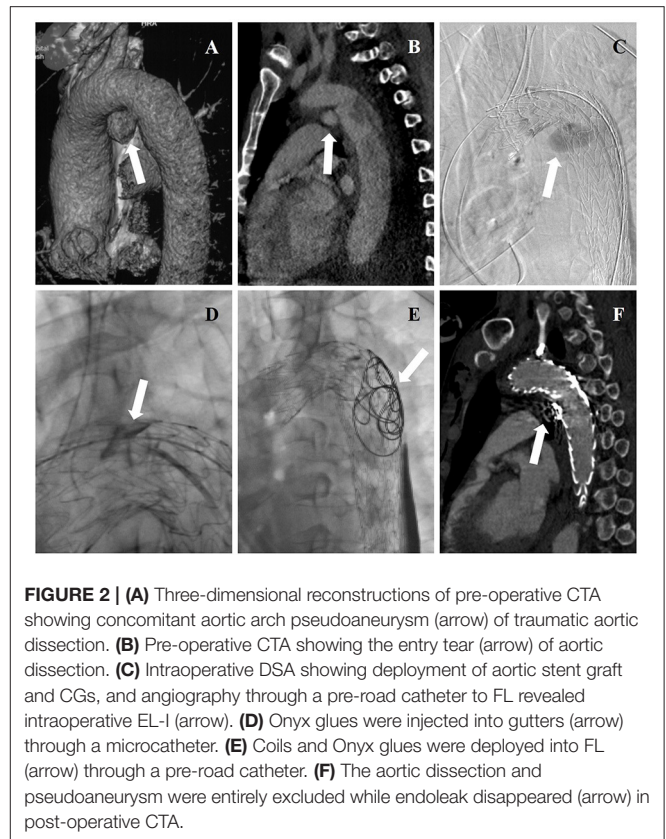 HRA
A
B
C
D
E
F
FIGURE 2 | (A) Three-dimensional reconstructions of pre-operative CTA
showing concomitant aortic arch pseudoaneurysm (arrow) of traumatic aortic
dissection. (B) Pre-operative CTA showing the entry tear (arrow) of aortic
dissection. (C) Intraoperative DSA showing deployment of aortic stent graft
and CGs, and angiography through a pre-road catheter to FL revealed
intraoperative EL-I (arrow). (D) Onyx glues were injected into gutters (arrow)
through a microcatheter. (E) Coils and Onyx glues were deployed into FL
(arrow) through a pre-road catheter. (F) The aortic dissection and
pseudoaneurysm were entirely excluded while endoleak disappeared (arrow) in
post-operative CTA.